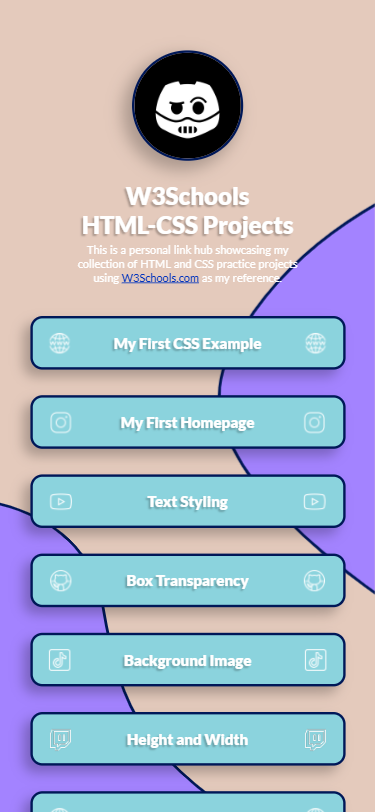 W3Schools
HTML-CSS Projects
This is a personal link hub showcasing my
collection of HTML and CSS practice projects
using W3Schools.com as my reference.
My First CSS Example
My First Homepage
Text Styling
Box Transparency
Background Image
Height and Width